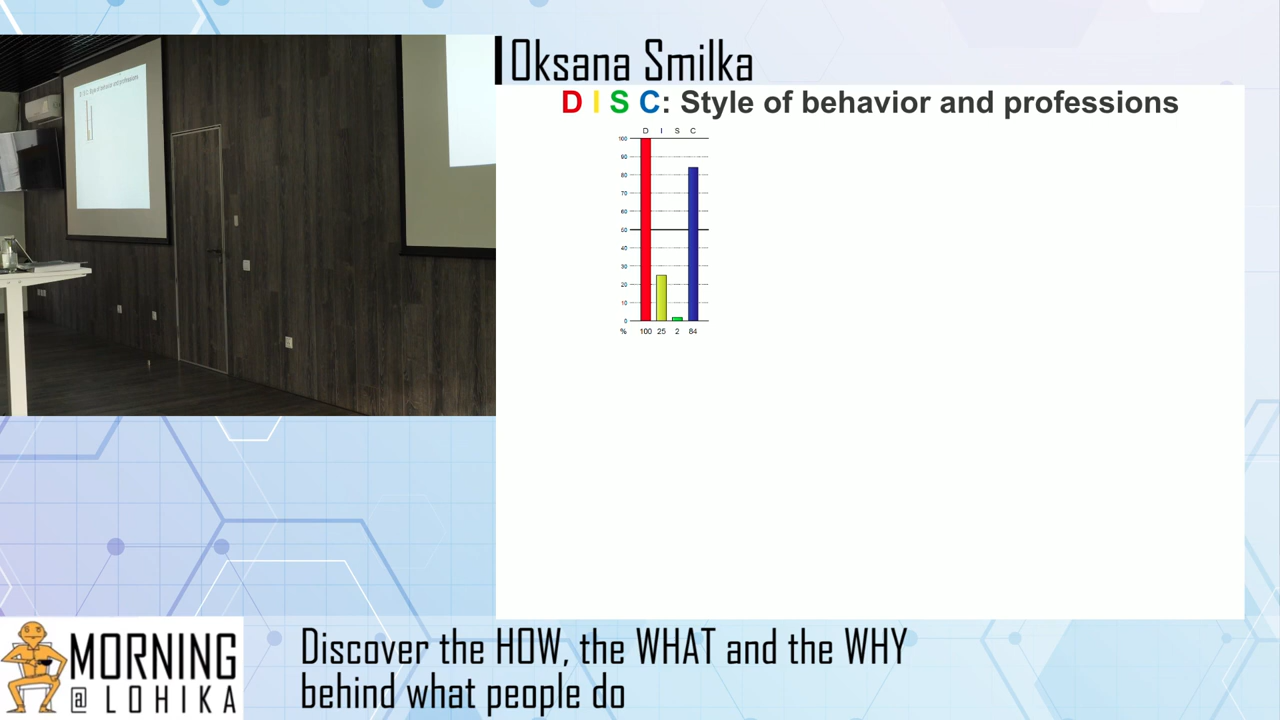 Oksana Smilka
D I S C: Style of behavior and professions
D I S C
100
90
80
70
60
50
40
30
20
10
0
% 100 25 2 84
MORNING
@LOHIKA
Discover the HOW, the WHAT and the WHY
behind what people do